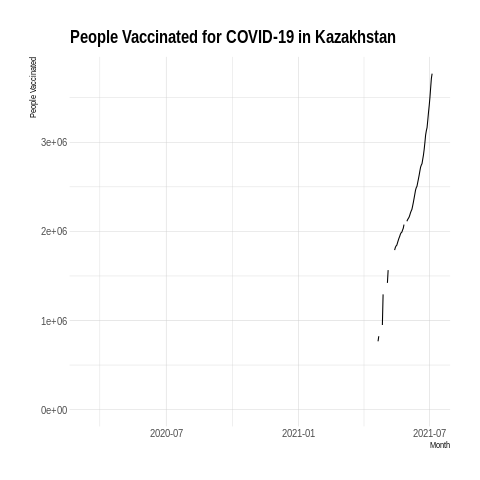 People Vaccinated for COVID-19 in Kazakhstan
People Vaccinated
3e+06
2e+06
1e+06
0e+00
2020-07
2021-01
2021-07
Month